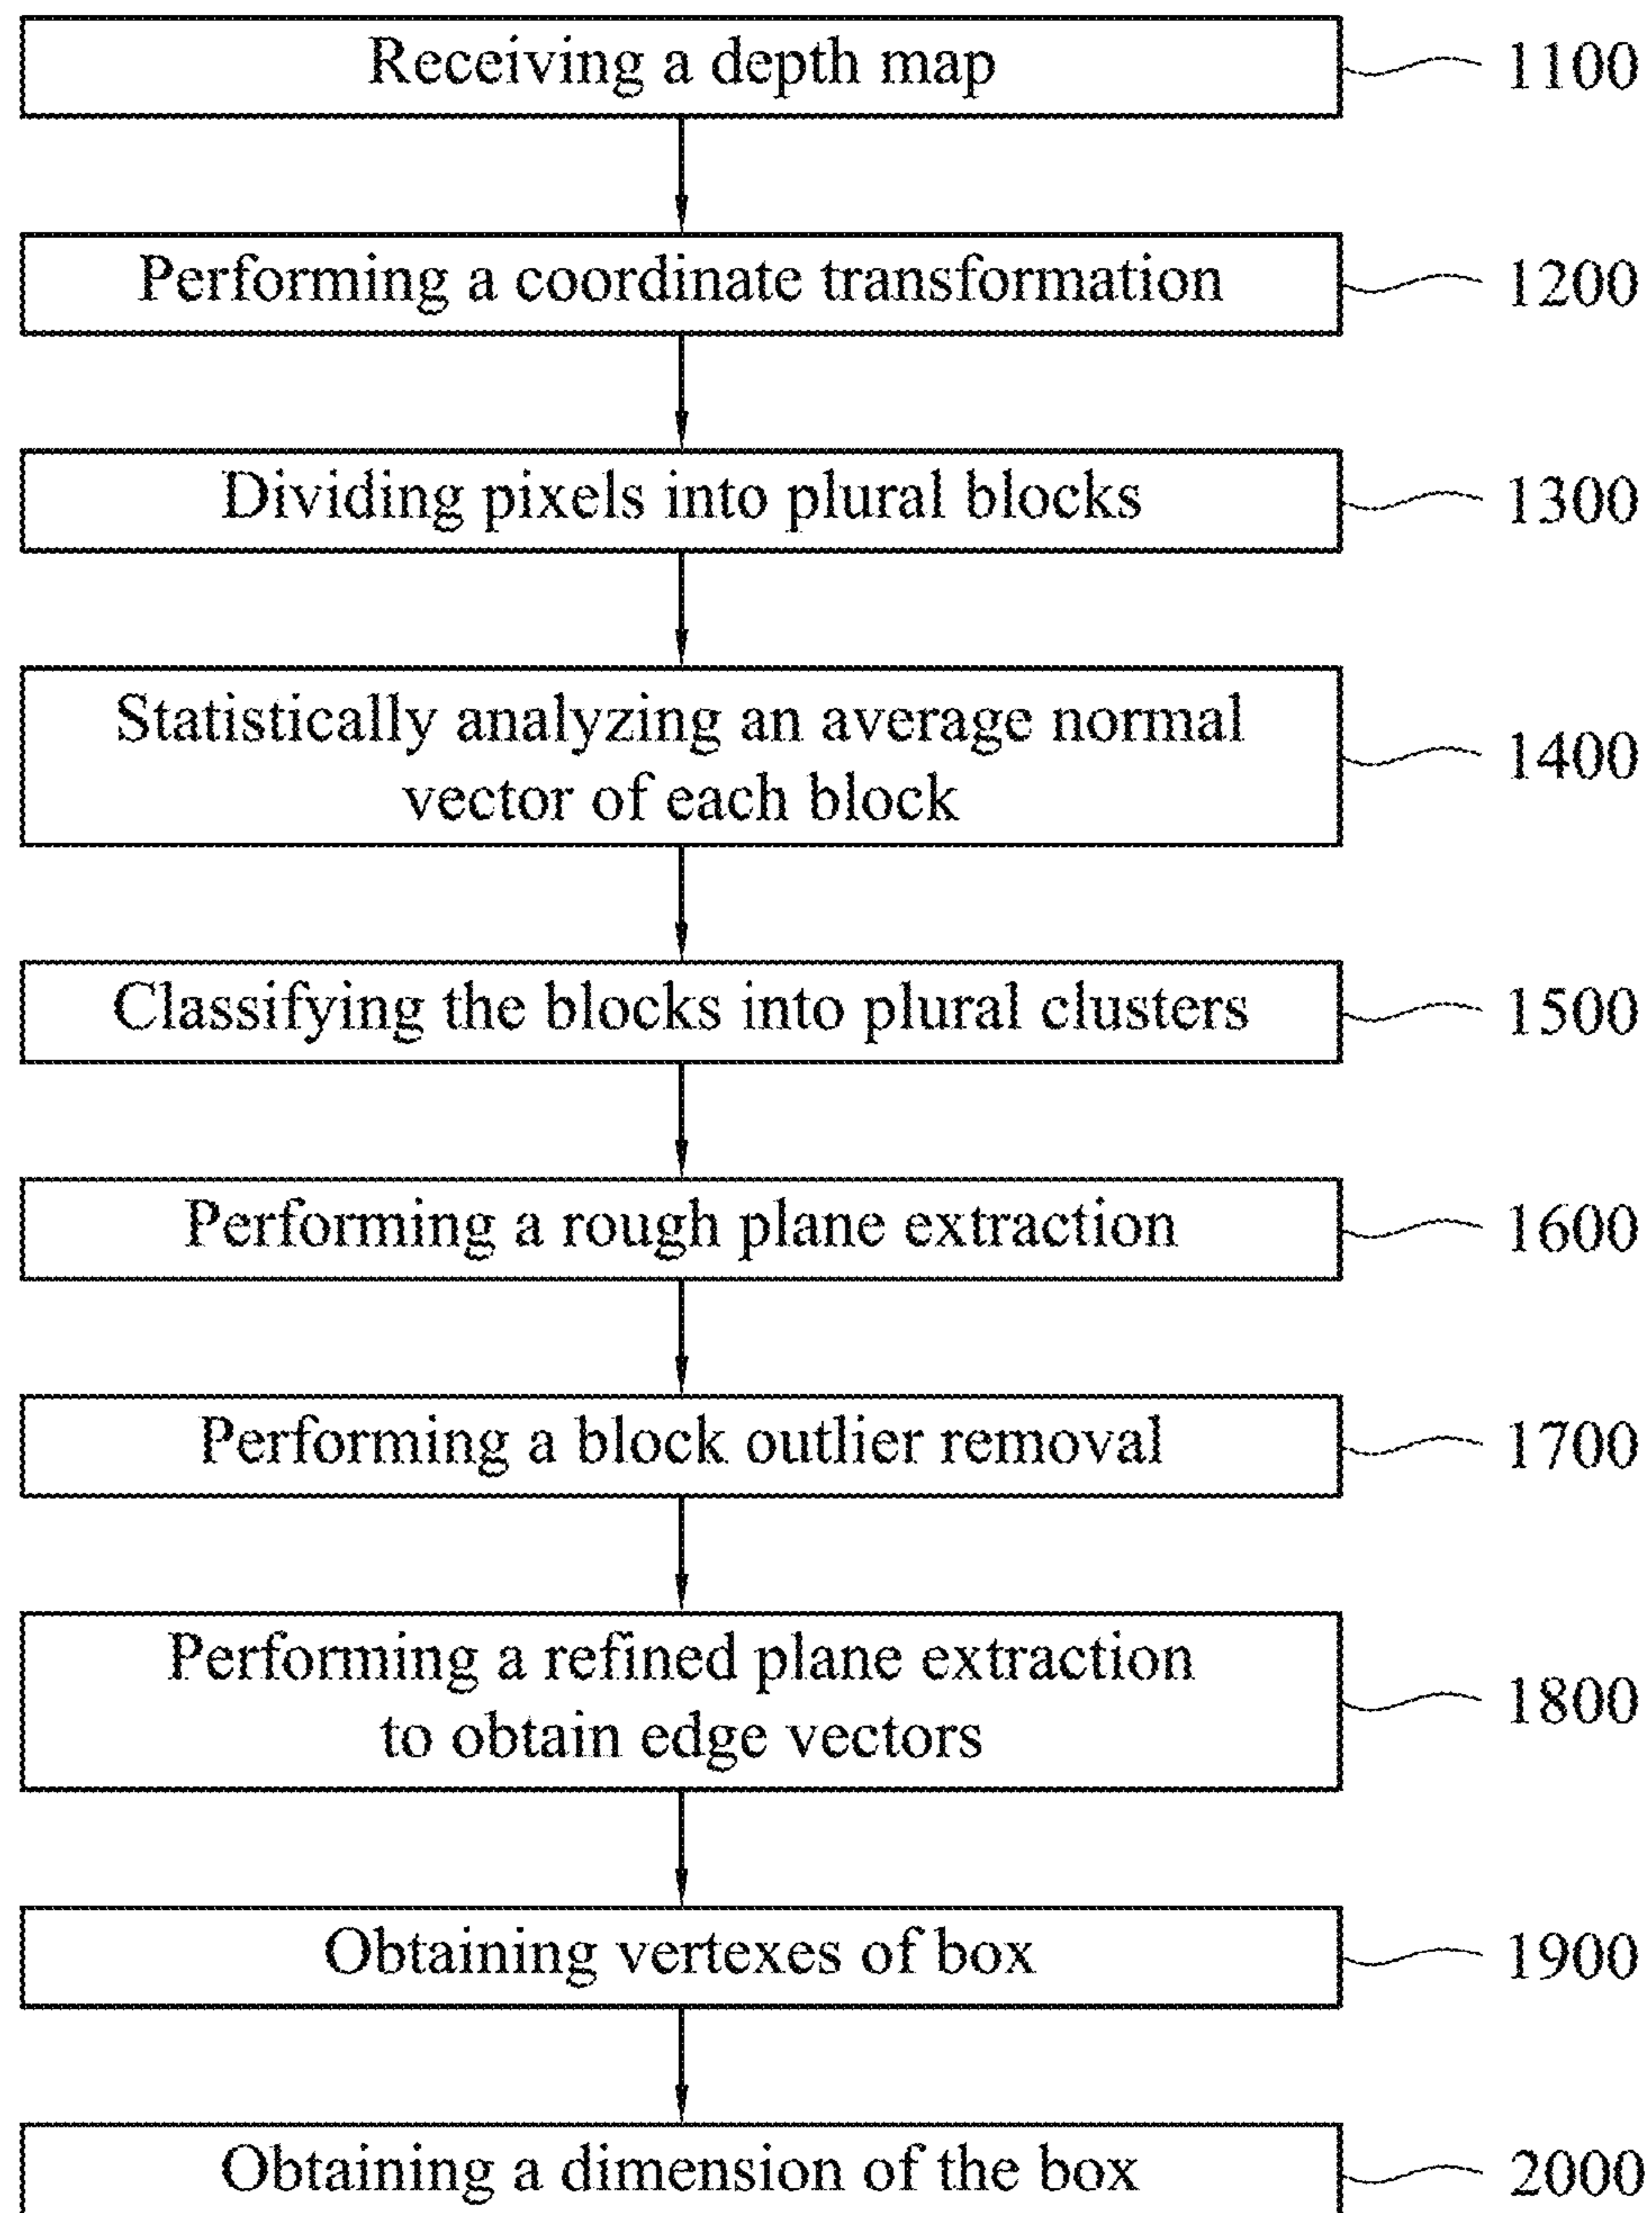 Receiving a depth map 1100
Performing a coordinate transformation 1200
Dividing pixels into plural blocks 1300
Statistically analyzing an average normal
vector of each block 1400
Classifying the blocks into plural clusters 1500
Performing a rough plane extraction 1600
Performing a block outlier removal 1700
Performing a refined plane extraction
to obtain edge vectors 1800
Obtaining vertexes of box 1900
Obtaining a dimension of the box 2000